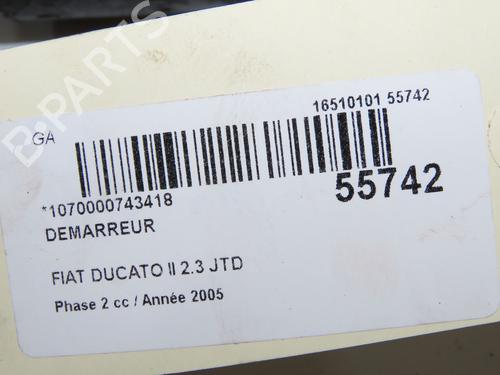 B-PARTS
16510101 55742
GA
55742
*1070000743418
DEMARREUR
FIAT DUCATO II 2.3 JTD
Phase 2 cc / Année 2005